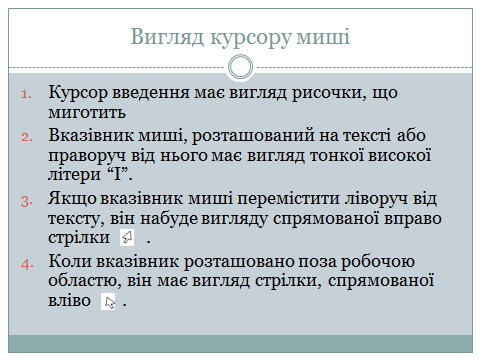 Вигляд курсору миші
1. Курсор введення має вигляд рисочки, що
миготить
2. Вказівник миші, розташований на тексті або
праворуч від нього має вигляд тонкої високої
літери “І”.
3. Якщо вказівник миші перемістити ліворуч від
тексту, він набуде вигляду спрямованої вправо
стрілки .
4. Коли вказівник розташовано поза робочою
областю, він має вигляд стрілки, спрямованої
вліво .